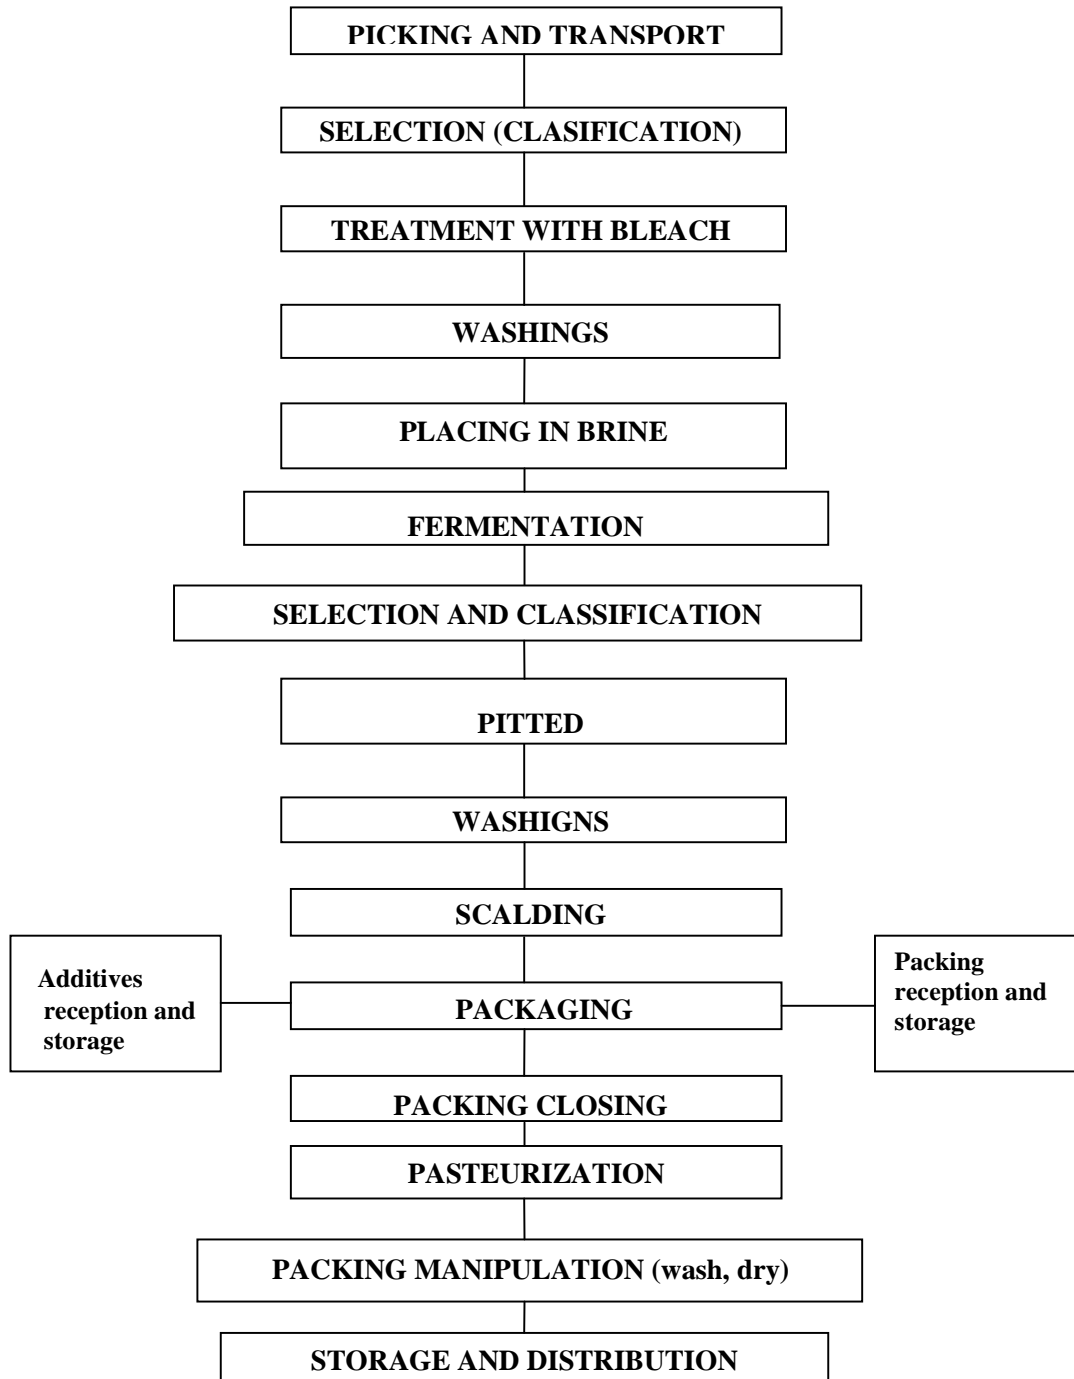 PICKING AND TRANSPORT
SELECTION (CLASIFICATION)
TREATMENT WITH BLEACH
WASHINGS
PLACING IN BRINE
FERMENTATION
SELECTION AND CLASSIFICATION
PITTED
WASHIGNS
SCALDING
Additives
reception and
storage
PACKAGING
Packing
reception and
storage
PACKING CLOSING
PASTEURIZATION
PACKING MANIPULATION (wash, dry)
STORAGE AND DISTRIBUTION